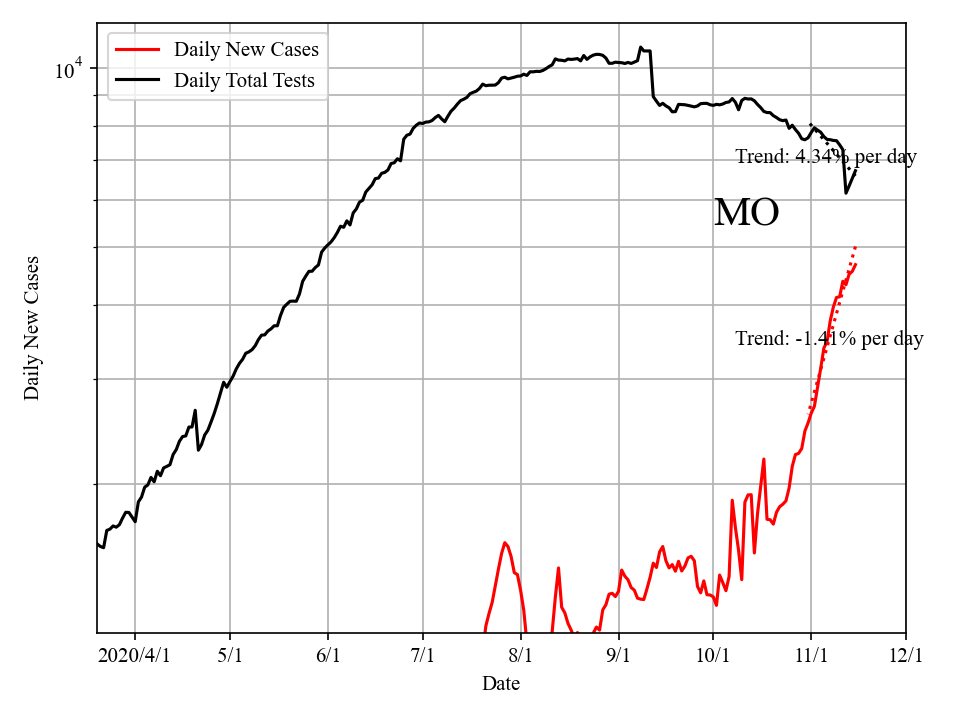 Daily New Cases
Daily Total Tests
10^4
Trend: 4.34% per day
MO
Trend: -1.41% per day
Daily New Cases
2020/4/1 5/1 6/1 7/1 8/1 9/1 10/1 11/1 12/1
Date